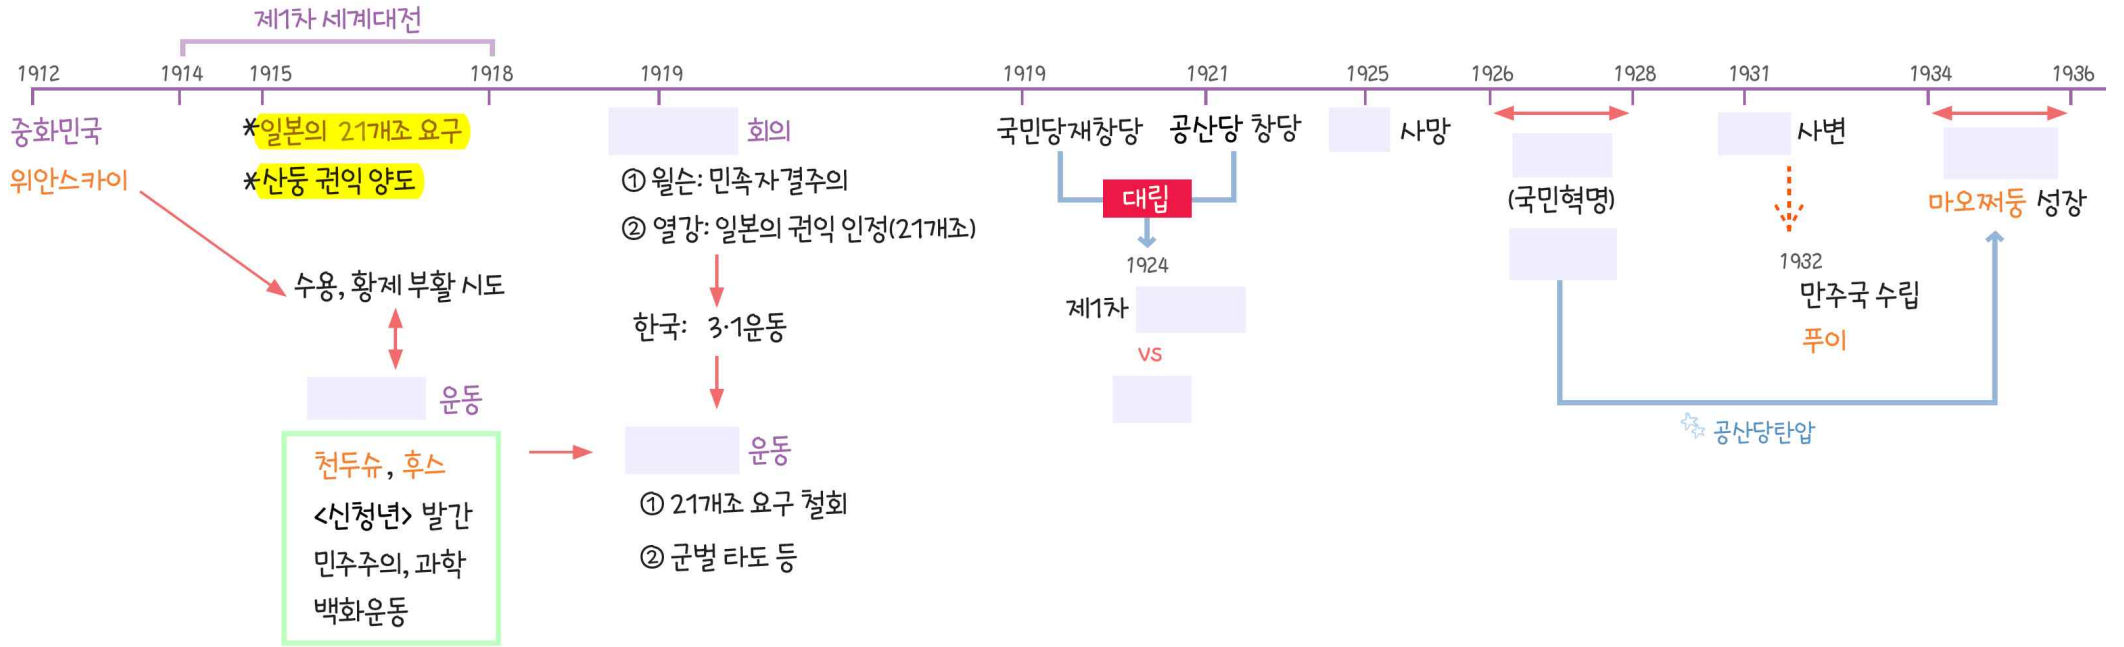 제1차 세계대전
1912
1914
1915
1918
1919
1919
1921
1925
1926
1928
1931
1934
1936
중화민국
위안스카이
*일본의 21개조 요구
*산둥 권익 양도
수용, 황제 부활 시도
운동
천두슈, 후스
<신청년> 발간
민주주의, 과학
백화운동
회의
① 윌슨: 민족자결주의
② 열강: 일본의 권익 인정(21개조)
한국: 3·1운동
운동
① 21개조 요구 철회
② 군벌 타도 등
국민당재창당
공산당 창당
대립
1924
제1차
vs
사망
(국민혁명)
사변
1932
만주국 수립
푸이
마오쩌둥 성장
공산당탄압